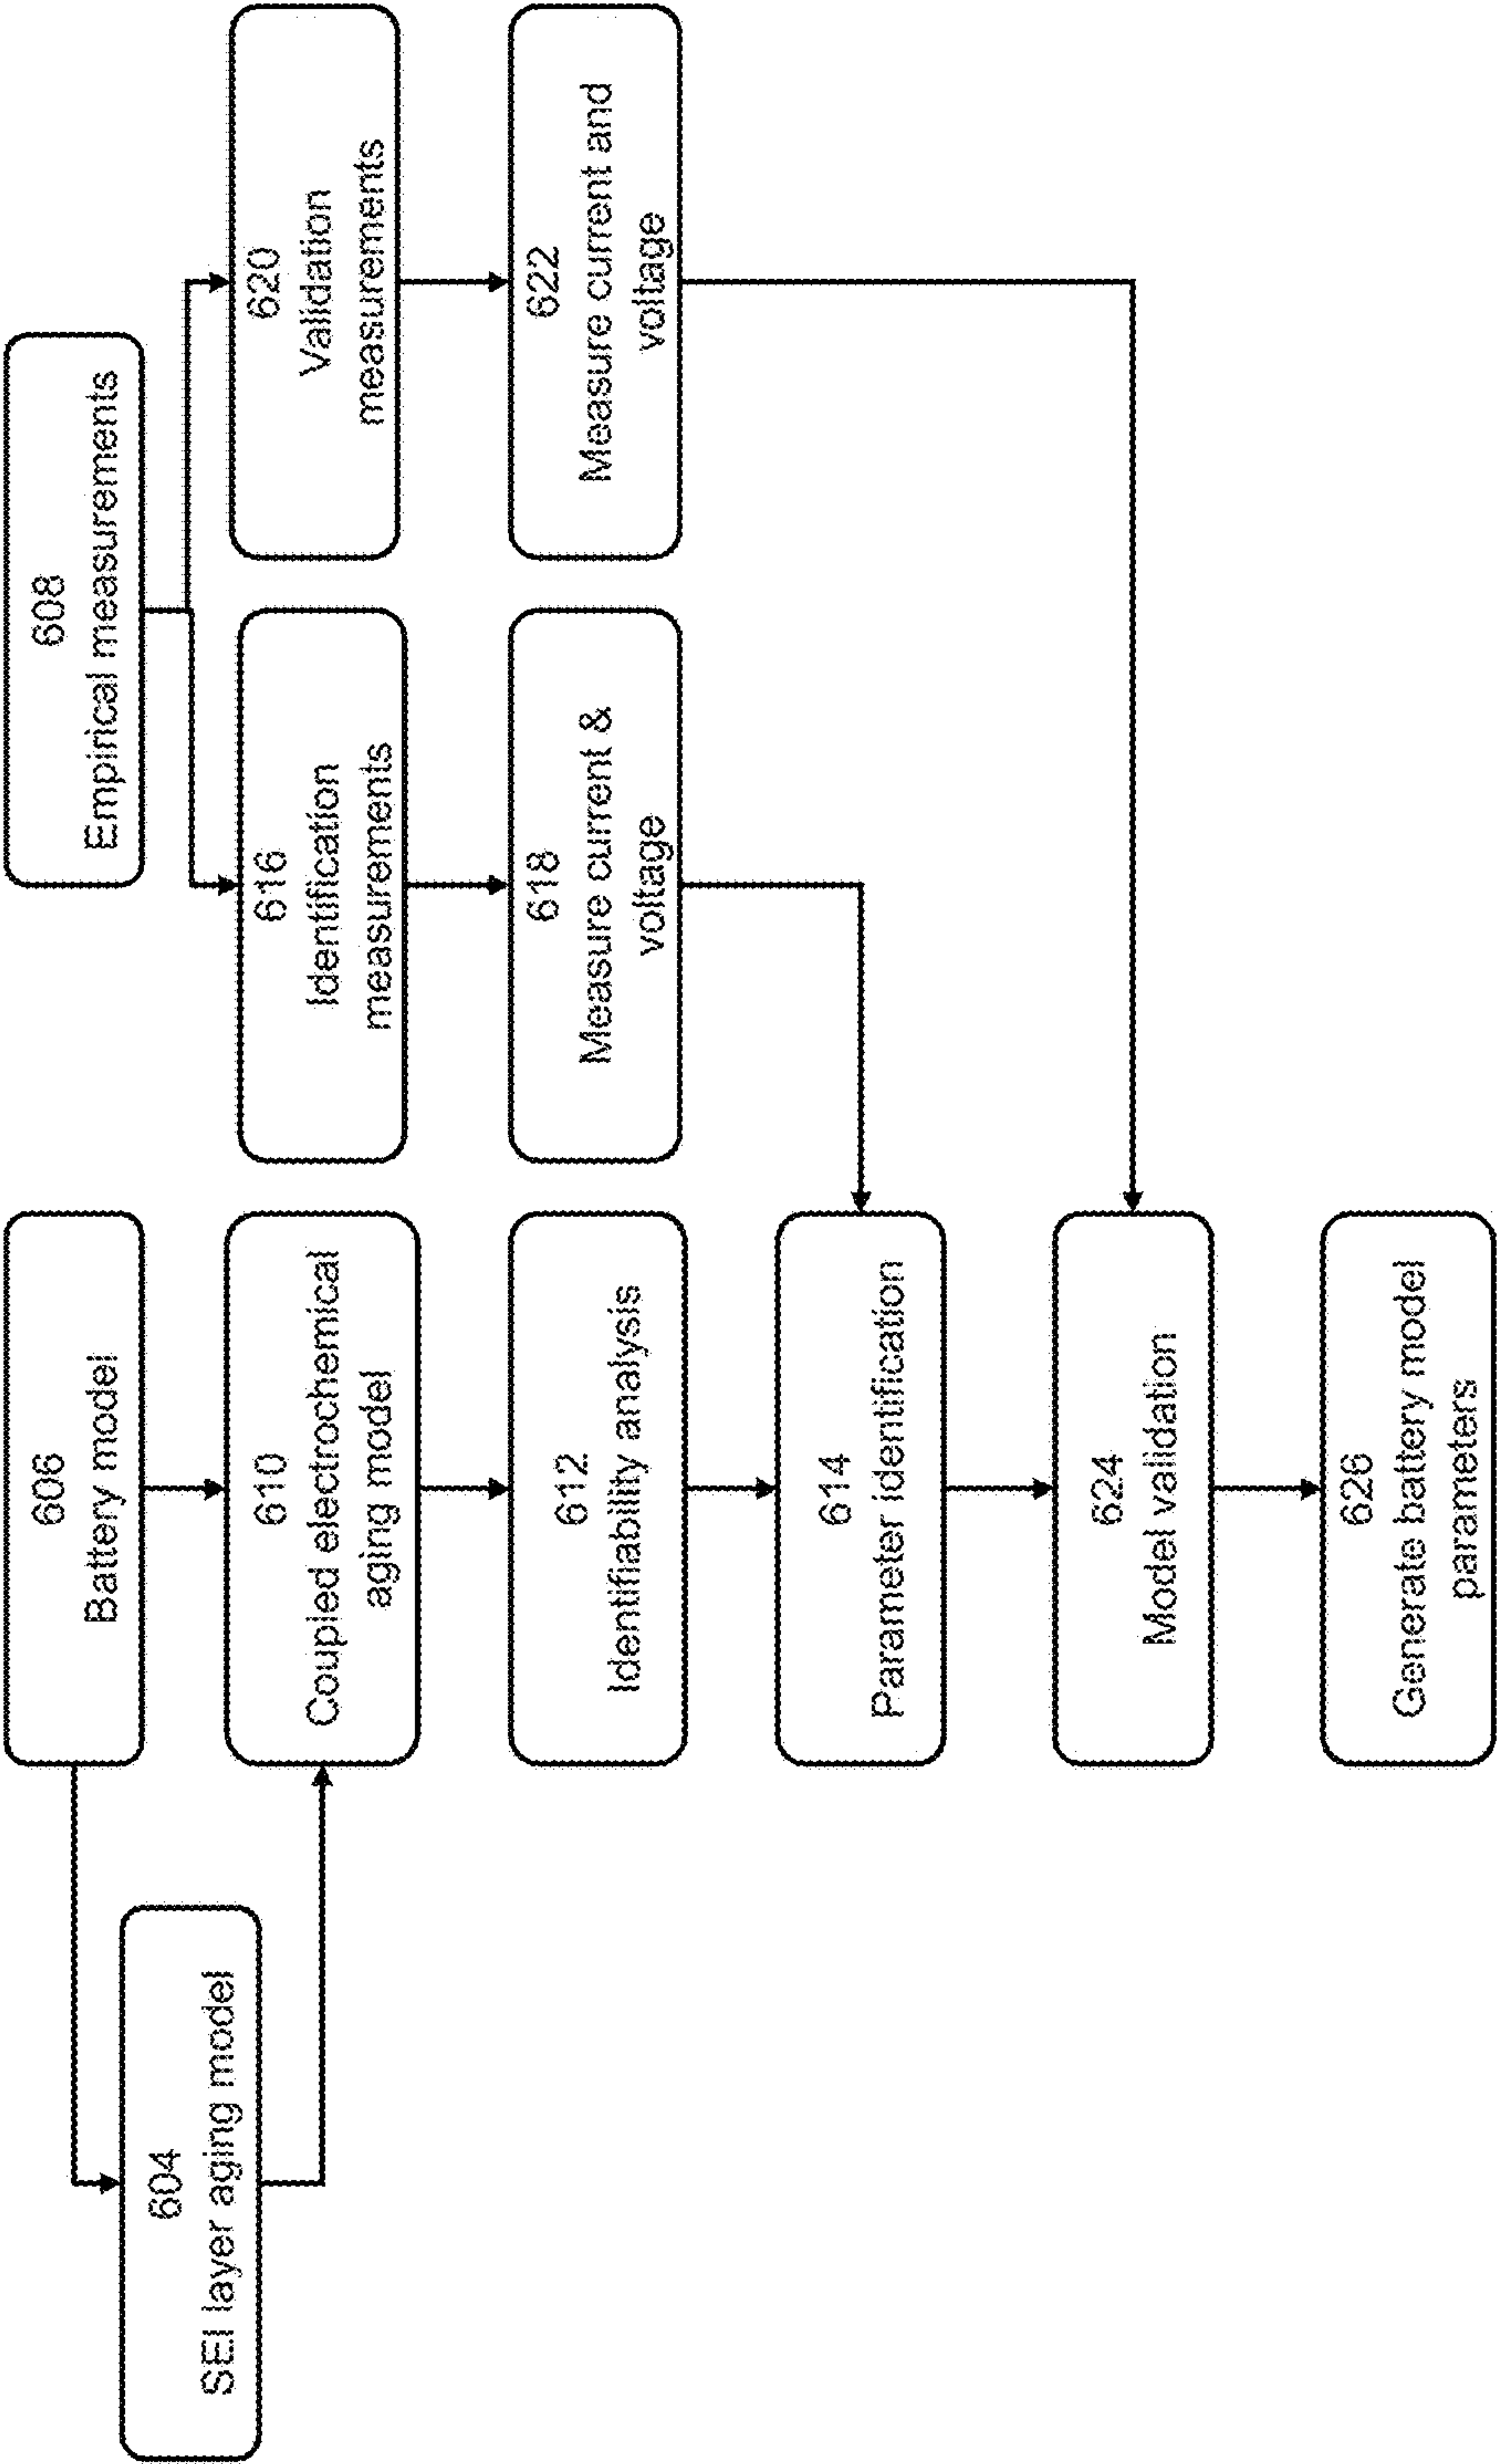 606
Battery model
608
Empirical measurements
604
SEI layer aging model
610
Coupled electrochemical
aging model
616
Identification
measurements
620
Validation
measurements
612
Identifiability analysis
618
Measure current &
voltage
622
Measure current and
voltage
614
Parameter identification
624
Model validation
626
Generate battery model
parameters